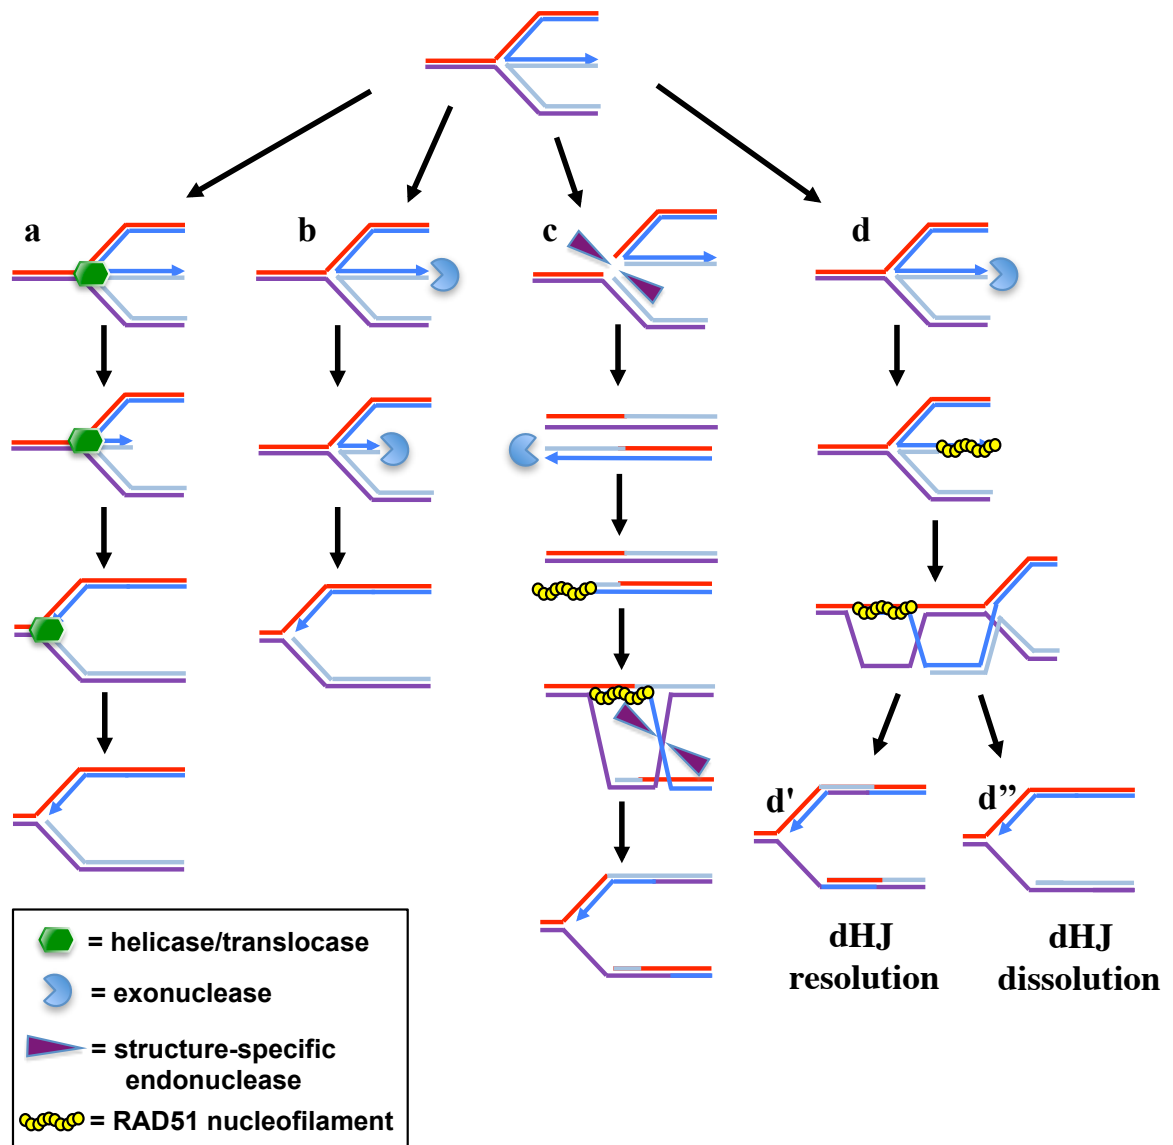 a
b
c
d
d'
d”
dHJ
resolution
dHJ
dissolution
= helicase/translocase
= exonuclease
= structure-specific
endonuclease
= RAD51 nucleofilament